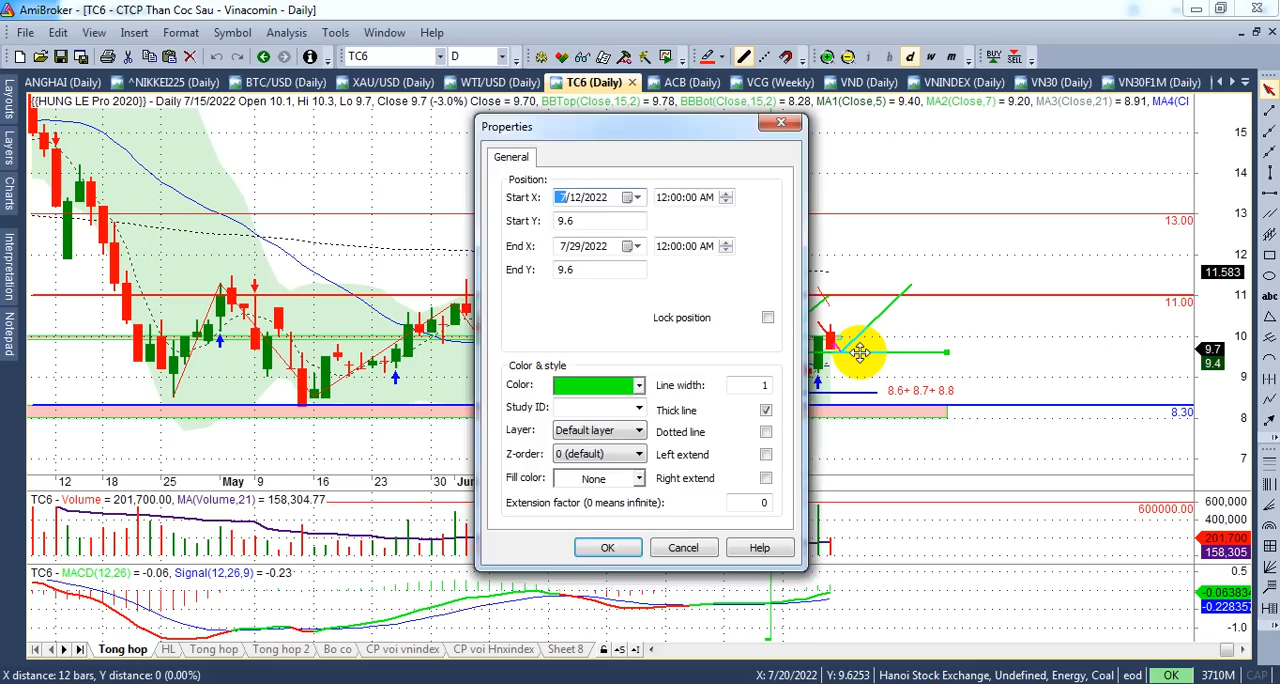 AmiBroker - [TC6 - CTCP Than Coc Sau - Vinacomin - Daily]
File Edit View Insert Format Symbol Analysis Tools Window Help
TC6 D d w m BUY SELL
ANGHAI (Daily) ^NIKKEI225 (Daily) BTC/USD (Daily) XAU/USD (Daily) WTI/USD (Daily) TC6 (Daily) ACB (Daily) VCG (Weekly) VND (Daily) VNINDEX (Daily) VN30 (Daily) VN30F1M (Daily)
{{HUNG LE Pro 2020}} - Daily 7/15/2022 Open 10.1, Hi 10.3, Lo 9.7, Close 9.7 (-3.0%) Close = 9.70, BBTop(Close,15,2) = 9.78, BBBot(Close,15,2) = 8.28, MA1(Close,5) = 9.40, MA2(Close,7) = 9.20, MA3(Close,21) = 8.91, MA4(Cl
Layouts
Layers
Charts
Interpretation
Notepad
Properties
General
Position:
Start X: 7/12/2022 12:00:00 AM
Start Y: 9.6
End X: 7/29/2022 12:00:00 AM
End Y: 9.6
Lock position
Color & style
Color: Line width: 1
Study ID: Thick line
Layer: Default layer Dotted line
Z-order: 0 (default) Left extend
Fill color: None Right extend
Extension factor (0 means infinite): 0
OK Cancel Help
15
14
13
13.00
12
11.583
11
11.00
10
9.7
9.4
9
8.6+ 8.7+ 8.8
8.30
8
7
abc
12 18 25 May 9 16 23 30 Jun
TC6 - Volume = 201,700.00, MA(Volume,21) = 158,304.77
600,000
600000.00
400,000
201,700
158,305
TC6 - MACD(12,26) = -0.06, Signal(12,26,9) = -0.23
0.5
-0.063834
-0.228357
-1.0
Tong hop HL Tong hop Tong hop 2 Bo co CP voi vnindex CP voi Hnxindex Sheet 8
X distance: 12 bars, Y distance: 0 (0.00%) X: 7/20/2022 Y: 9.6253 Hanoi Stock Exchange, Undefined, Energy, Coal eod OK 3710M CAP